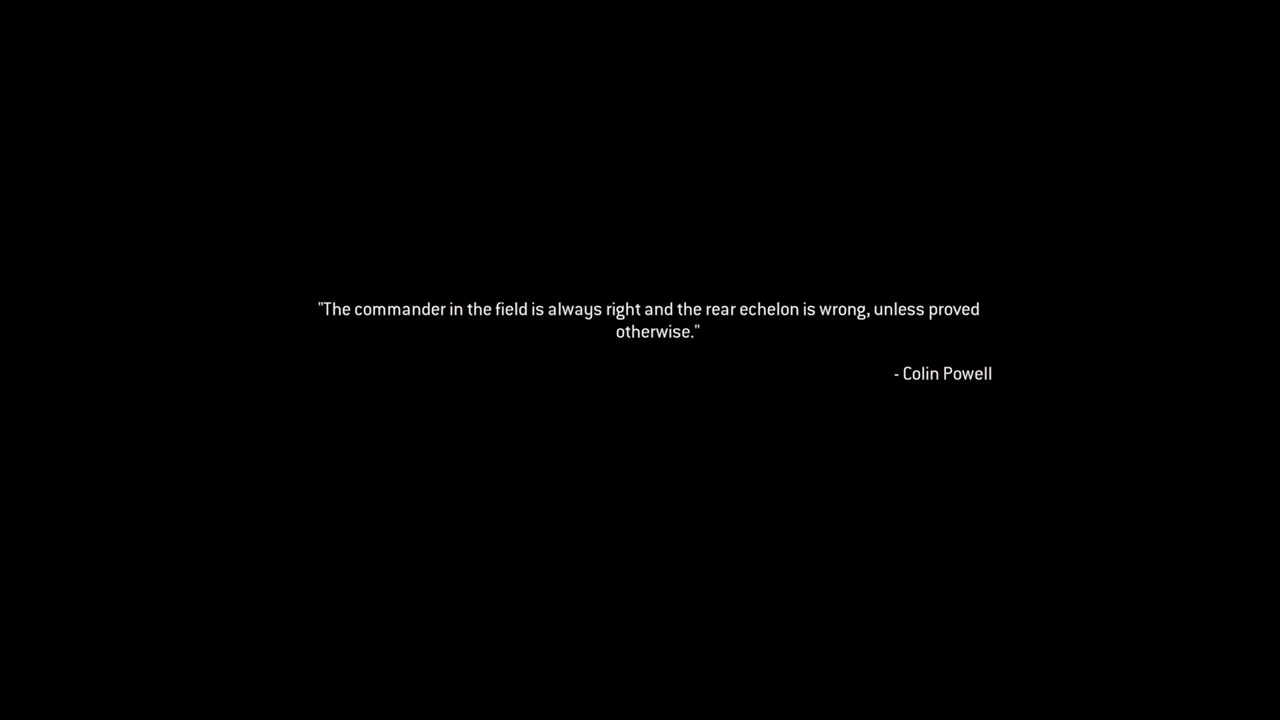 "The commander in the field is always right and the rear echelon is wrong, unless proved
otherwise."
- Colin Powell